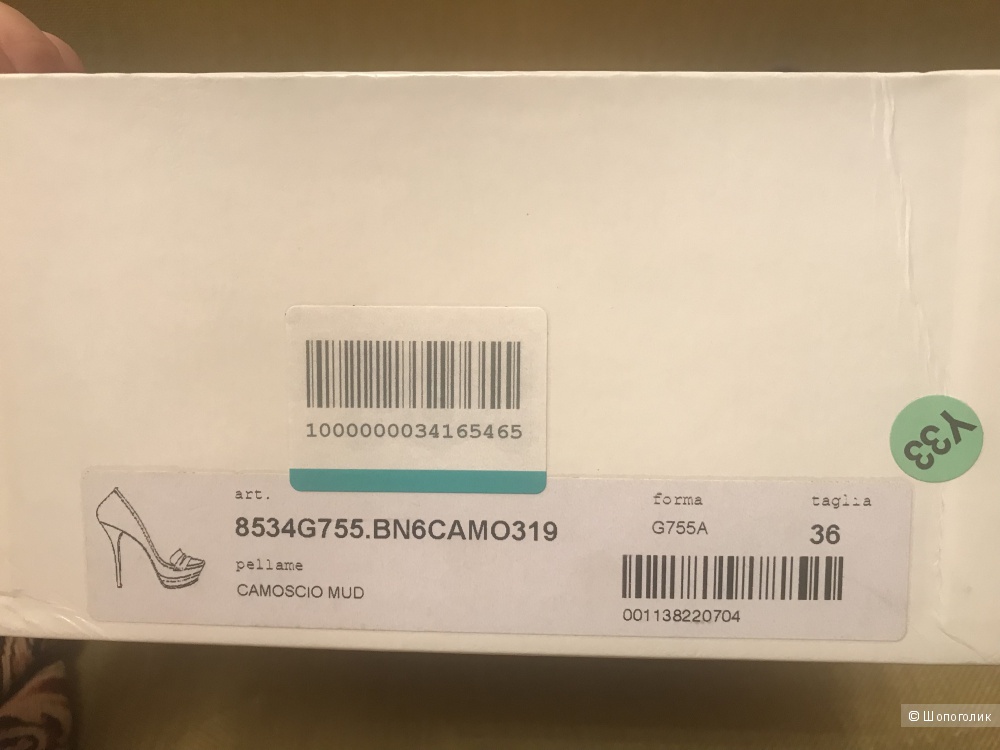 1000000034165465
Y33
art.
8534G755.BN6CAMO319
pellame
CAMOSCIO MUD
forma
G755A
taglia
36
001138220704
© Шопоголик